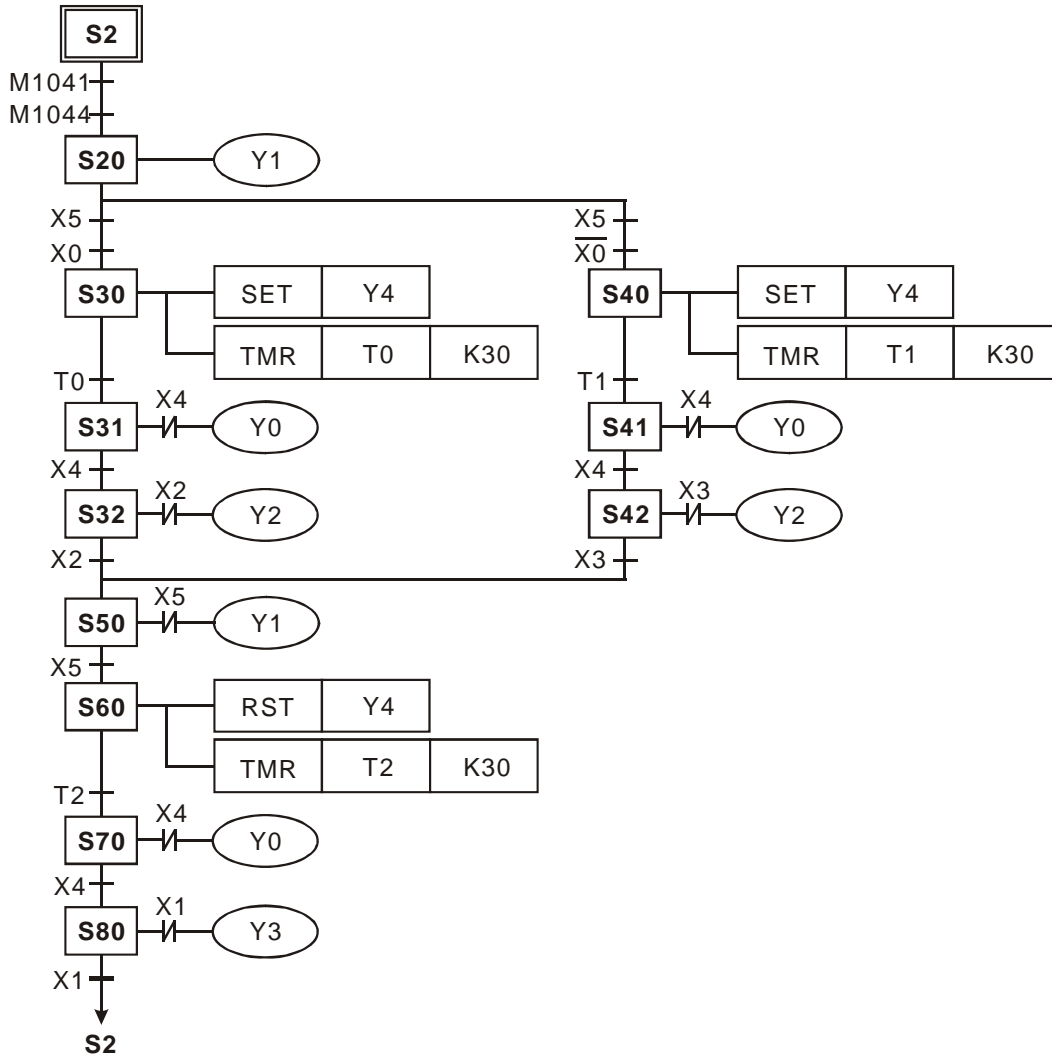 S2
M1041
M1044
S20 Y1
X5 X5
X0 X̅0̅
S30 SET Y4 S40 SET Y4
TMR T0 K30 TMR T1 K30
T0 T1
X4 X4
S31 Y0 S41 Y0
X4 X4
X2 X3
S32 Y2 S42 Y2
X2 X3
X5
S50 Y1
X5
S60 RST Y4
TMR T2 K30
T2
X4
S70 Y0
X4
X1
S80 Y3
X1
S2